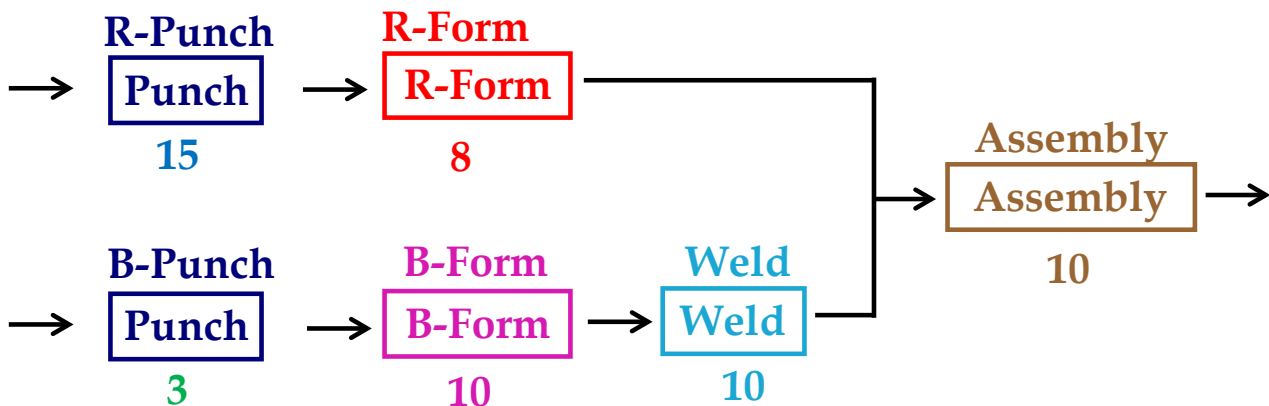 R-Punch
Punch
15
R-Form
R-Form
8
B-Punch
Punch
3
B-Form
B-Form
10
Weld
Weld
10
Assembly
Assembly
10